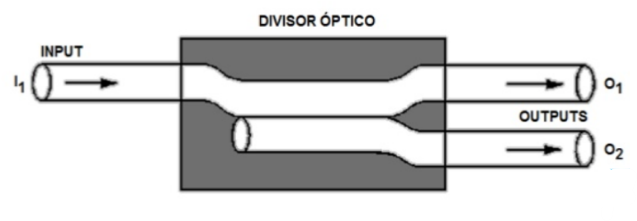 DIVISOR ÓPTICO
INPUT
I1
O1
OUTPUTS
O2